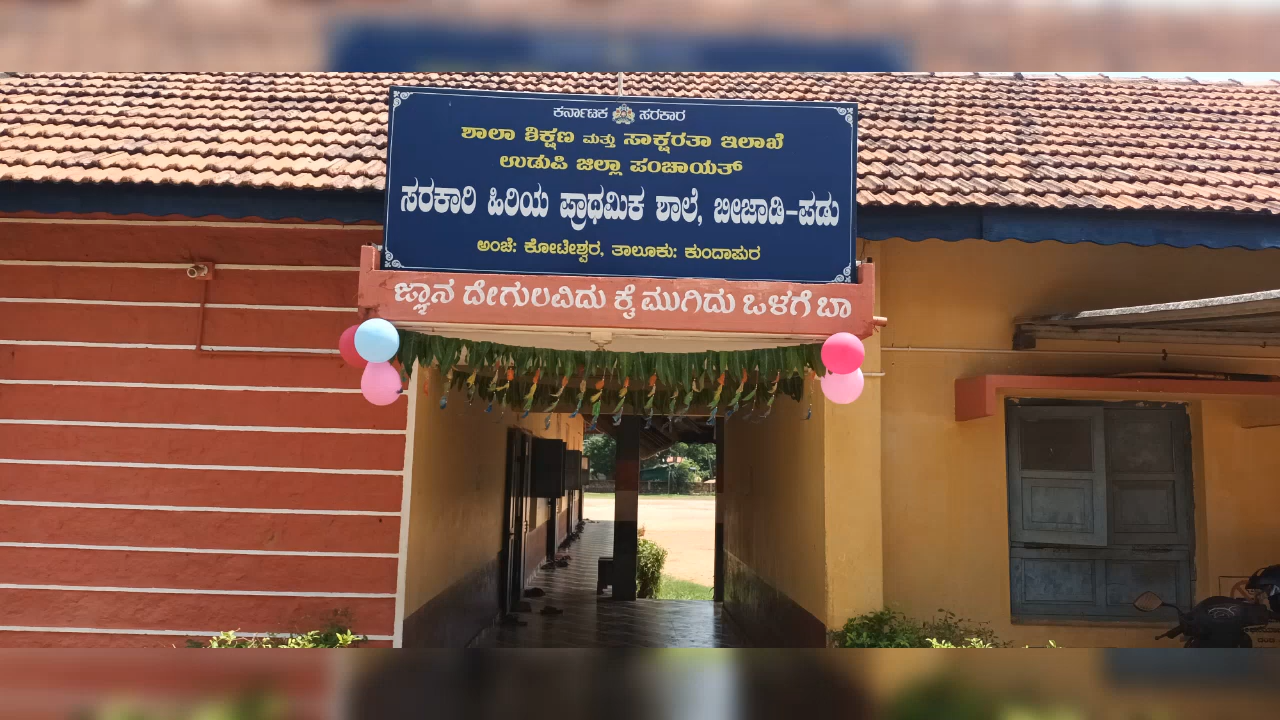 ಕರ್ನಾಟಕ ಸರಕಾರ
ಶಾಲಾ ಶಿಕ್ಷಣ ಮತ್ತು ಸಾಕ್ಷರತಾ ಇಲಾಖೆ
ಉಡುಪಿ ಜಿಲ್ಲಾ ಪಂಚಾಯತ್
ಸರಕಾರಿ ಹಿರಿಯ ಪ್ರಾಥಮಿಕ ಶಾಲೆ, ಬೀಜಾಡಿ-ಪಡು
ಅಂಚೆ: ಕೋಟೇಶ್ವರ, ತಾಲೂಕು: ಕುಂದಾಪುರ
ಜ್ಞಾನ ದೇಗುಲವಿದು ಕೈ ಮುಗಿದು ಒಳಗೆ ಬಾ